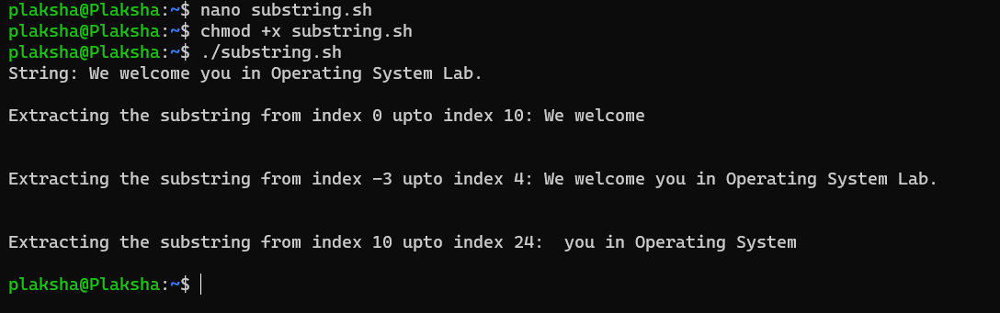 plaksha@Plaksha:~$ nano substring.sh
plaksha@Plaksha:~$ chmod +x substring.sh
plaksha@Plaksha:~$ ./substring.sh
String: We welcome you in Operating System Lab.
Extracting the substring from index 0 upto index 10: We welcome
Extracting the substring from index -3 upto index 4: We welcome you in Operating System Lab.
Extracting the substring from index 10 upto index 24:  you in Operating System
plaksha@Plaksha:~$